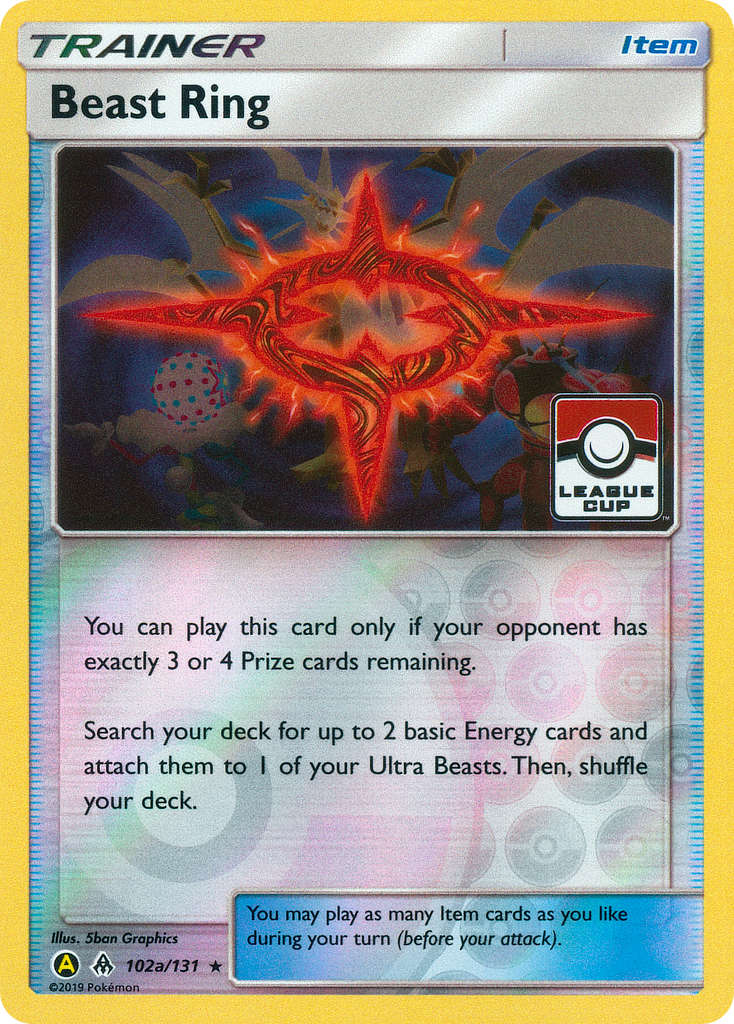 TRAINER Item
Beast Ring
LEAGUE
CUP
TM
You can play this card only if your opponent has
exactly 3 or 4 Prize cards remaining.
Search your deck for up to 2 basic Energy cards and
attach them to 1 of your Ultra Beasts. Then, shuffle
your deck.
You may play as many Item cards as you like
during your turn (before your attack).
Illus. 5ban Graphics
A 102a/131 ★
©2019 Pokémon